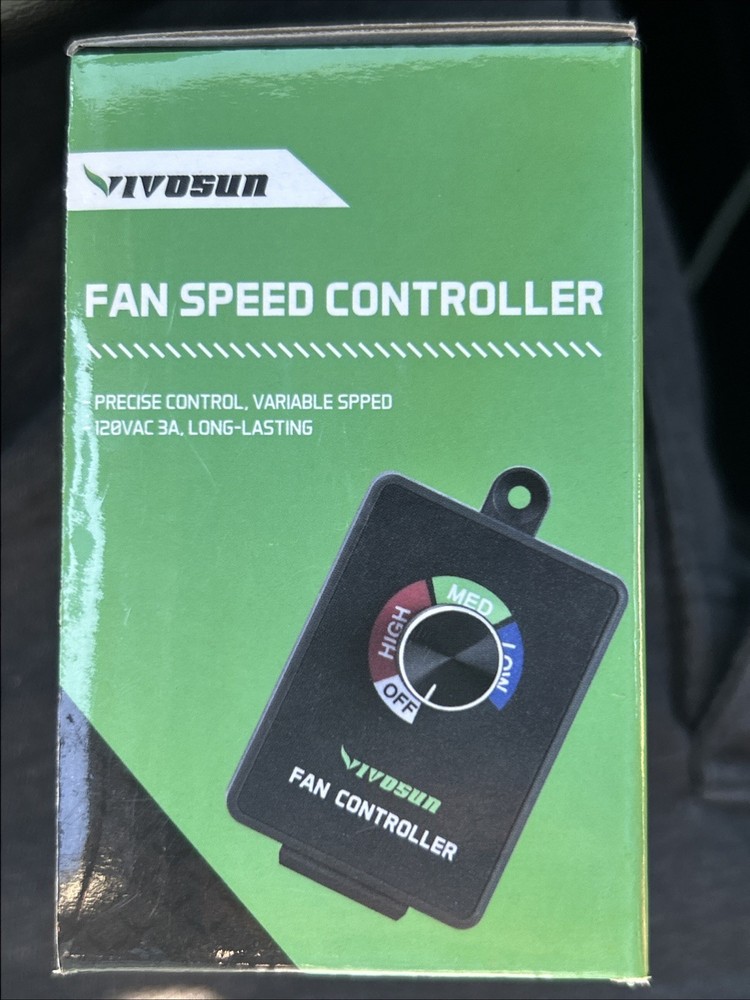 VIVOSUN
FAN SPEED CONTROLLER
- PRECISE CONTROL, VARIABLE SPPED
- 120VAC 3A, LONG-LASTING
MED
HIGH
LOW
OFF
VIVOSUN
FAN CONTROLLER